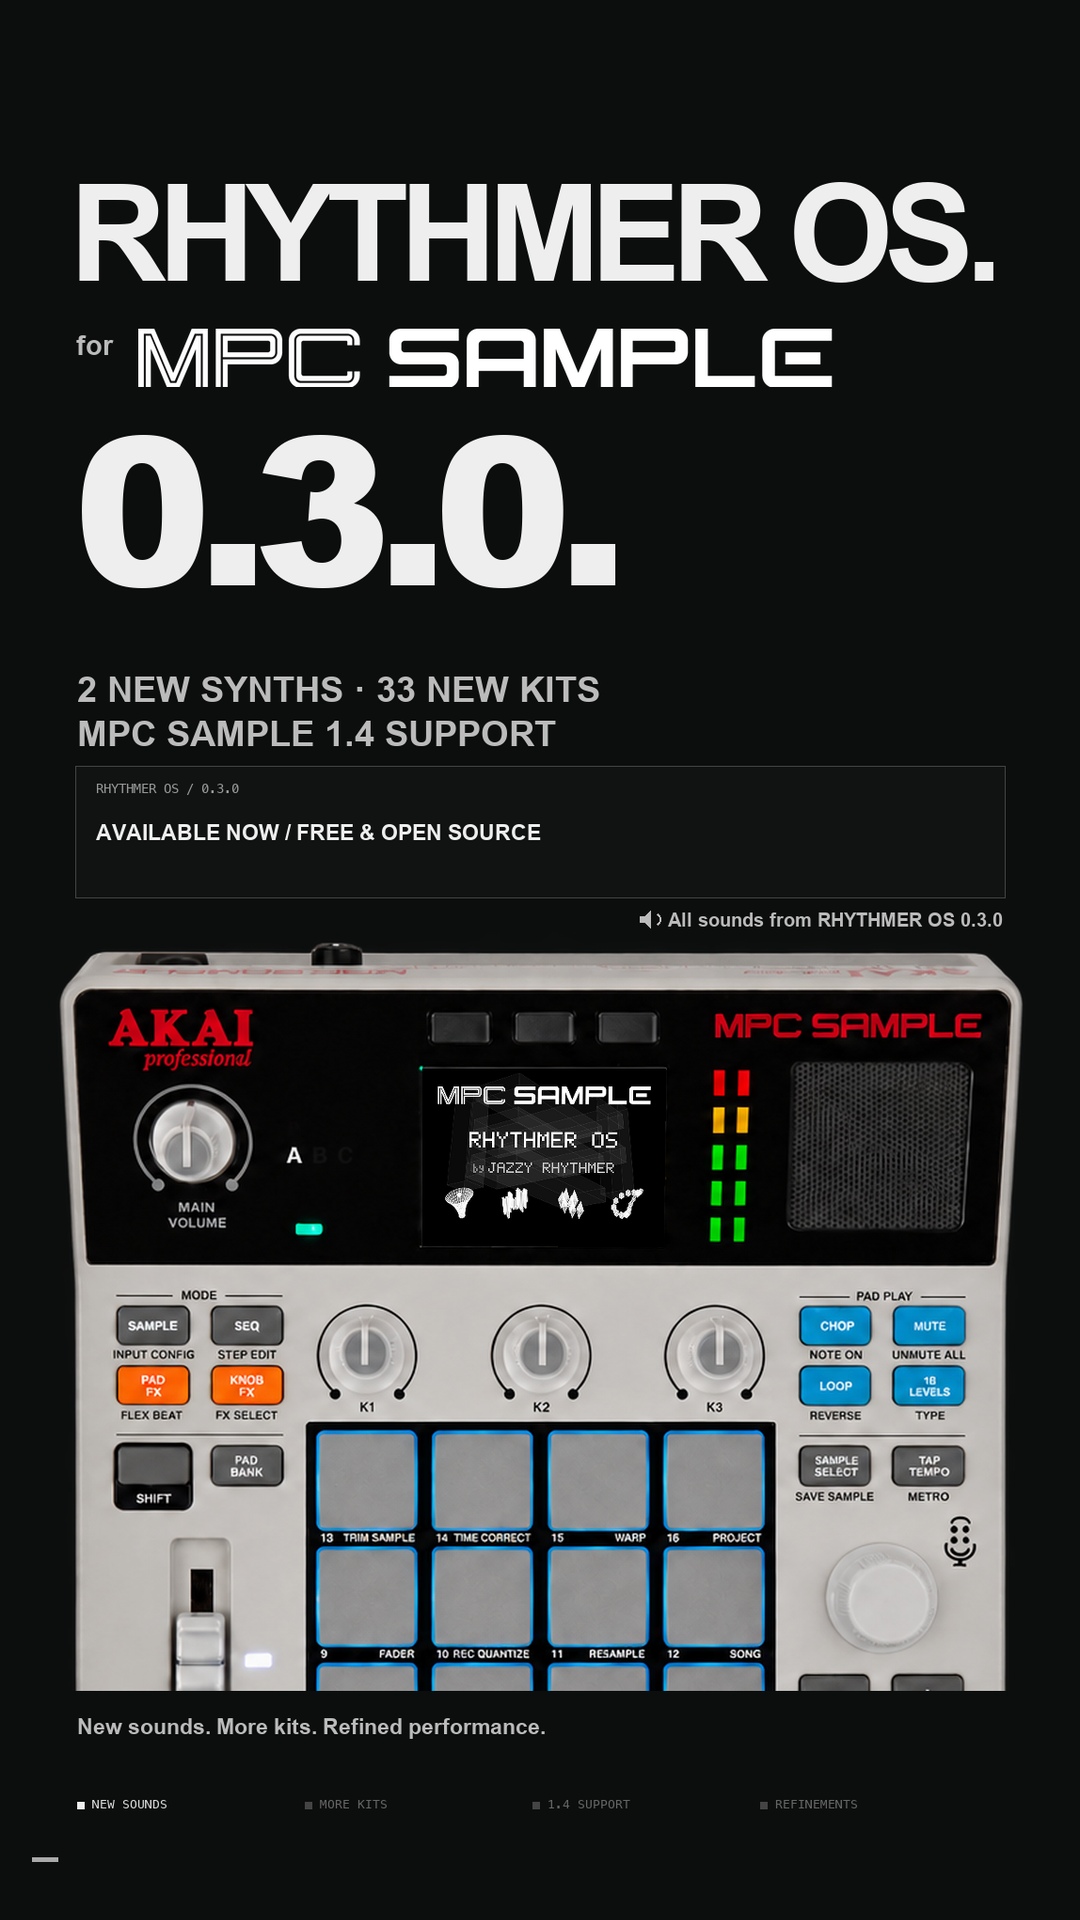 RHYTHMER OS.
for MPC SAMPLE
0.3.0.
2 NEW SYNTHS · 33 NEW KITS
MPC SAMPLE 1.4 SUPPORT
RHYTHMER OS / 0.3.0
AVAILABLE NOW / FREE & OPEN SOURCE
All sounds from RHYTHMER OS 0.3.0
AKAI
professional
MPC SAMPLE
MPC SAMPLE
RHYTHMER OS
by JAZZY RHYTHMER
A B C
MAIN
VOLUME
MODE
SAMPLE
SEQ
INPUT CONFIG
STEP EDIT
PAD
FX
KNOB
FX
FLEX BEAT
FX SELECT
SHIFT
PAD
BANK
K1
K2
K3
PAD PLAY
CHOP
MUTE
NOTE ON
UNMUTE ALL
LOOP
16
LEVELS
REVERSE
TYPE
SAMPLE
SELECT
TAP
TEMPO
SAVE SAMPLE
METRO
13 TRIM SAMPLE
14 TIME CORRECT
15 WARP
16 PROJECT
9 FADER
10 REC QUANTIZE
11 RESAMPLE
12 SONG
New sounds. More kits. Refined performance.
NEW SOUNDS
MORE KITS
1.4 SUPPORT
REFINEMENTS